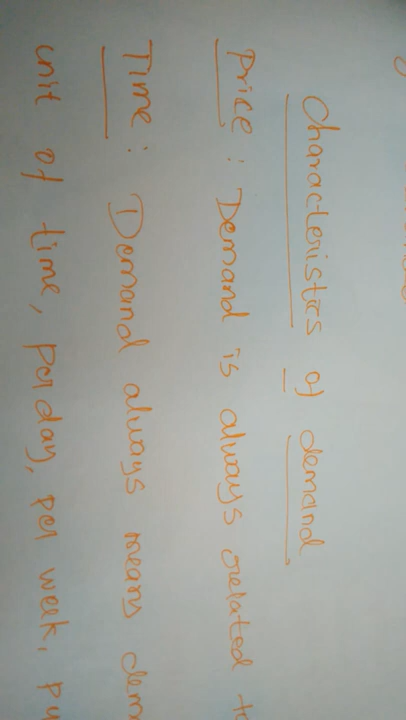 Characteristics of demand
Price : Demand is always related to
Time : Demand always means dem
unit of time, per day, per week,